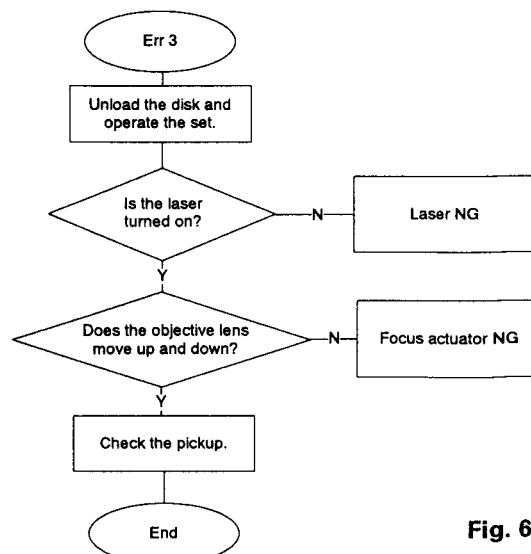 Err 3
Unload the disk and
operate the set.
Is the laser
turned on?
N
Laser NG
Y
Does the objective lens
move up and down?
N
Focus actuator NG
Y
Check the pickup.
End
Fig. 6